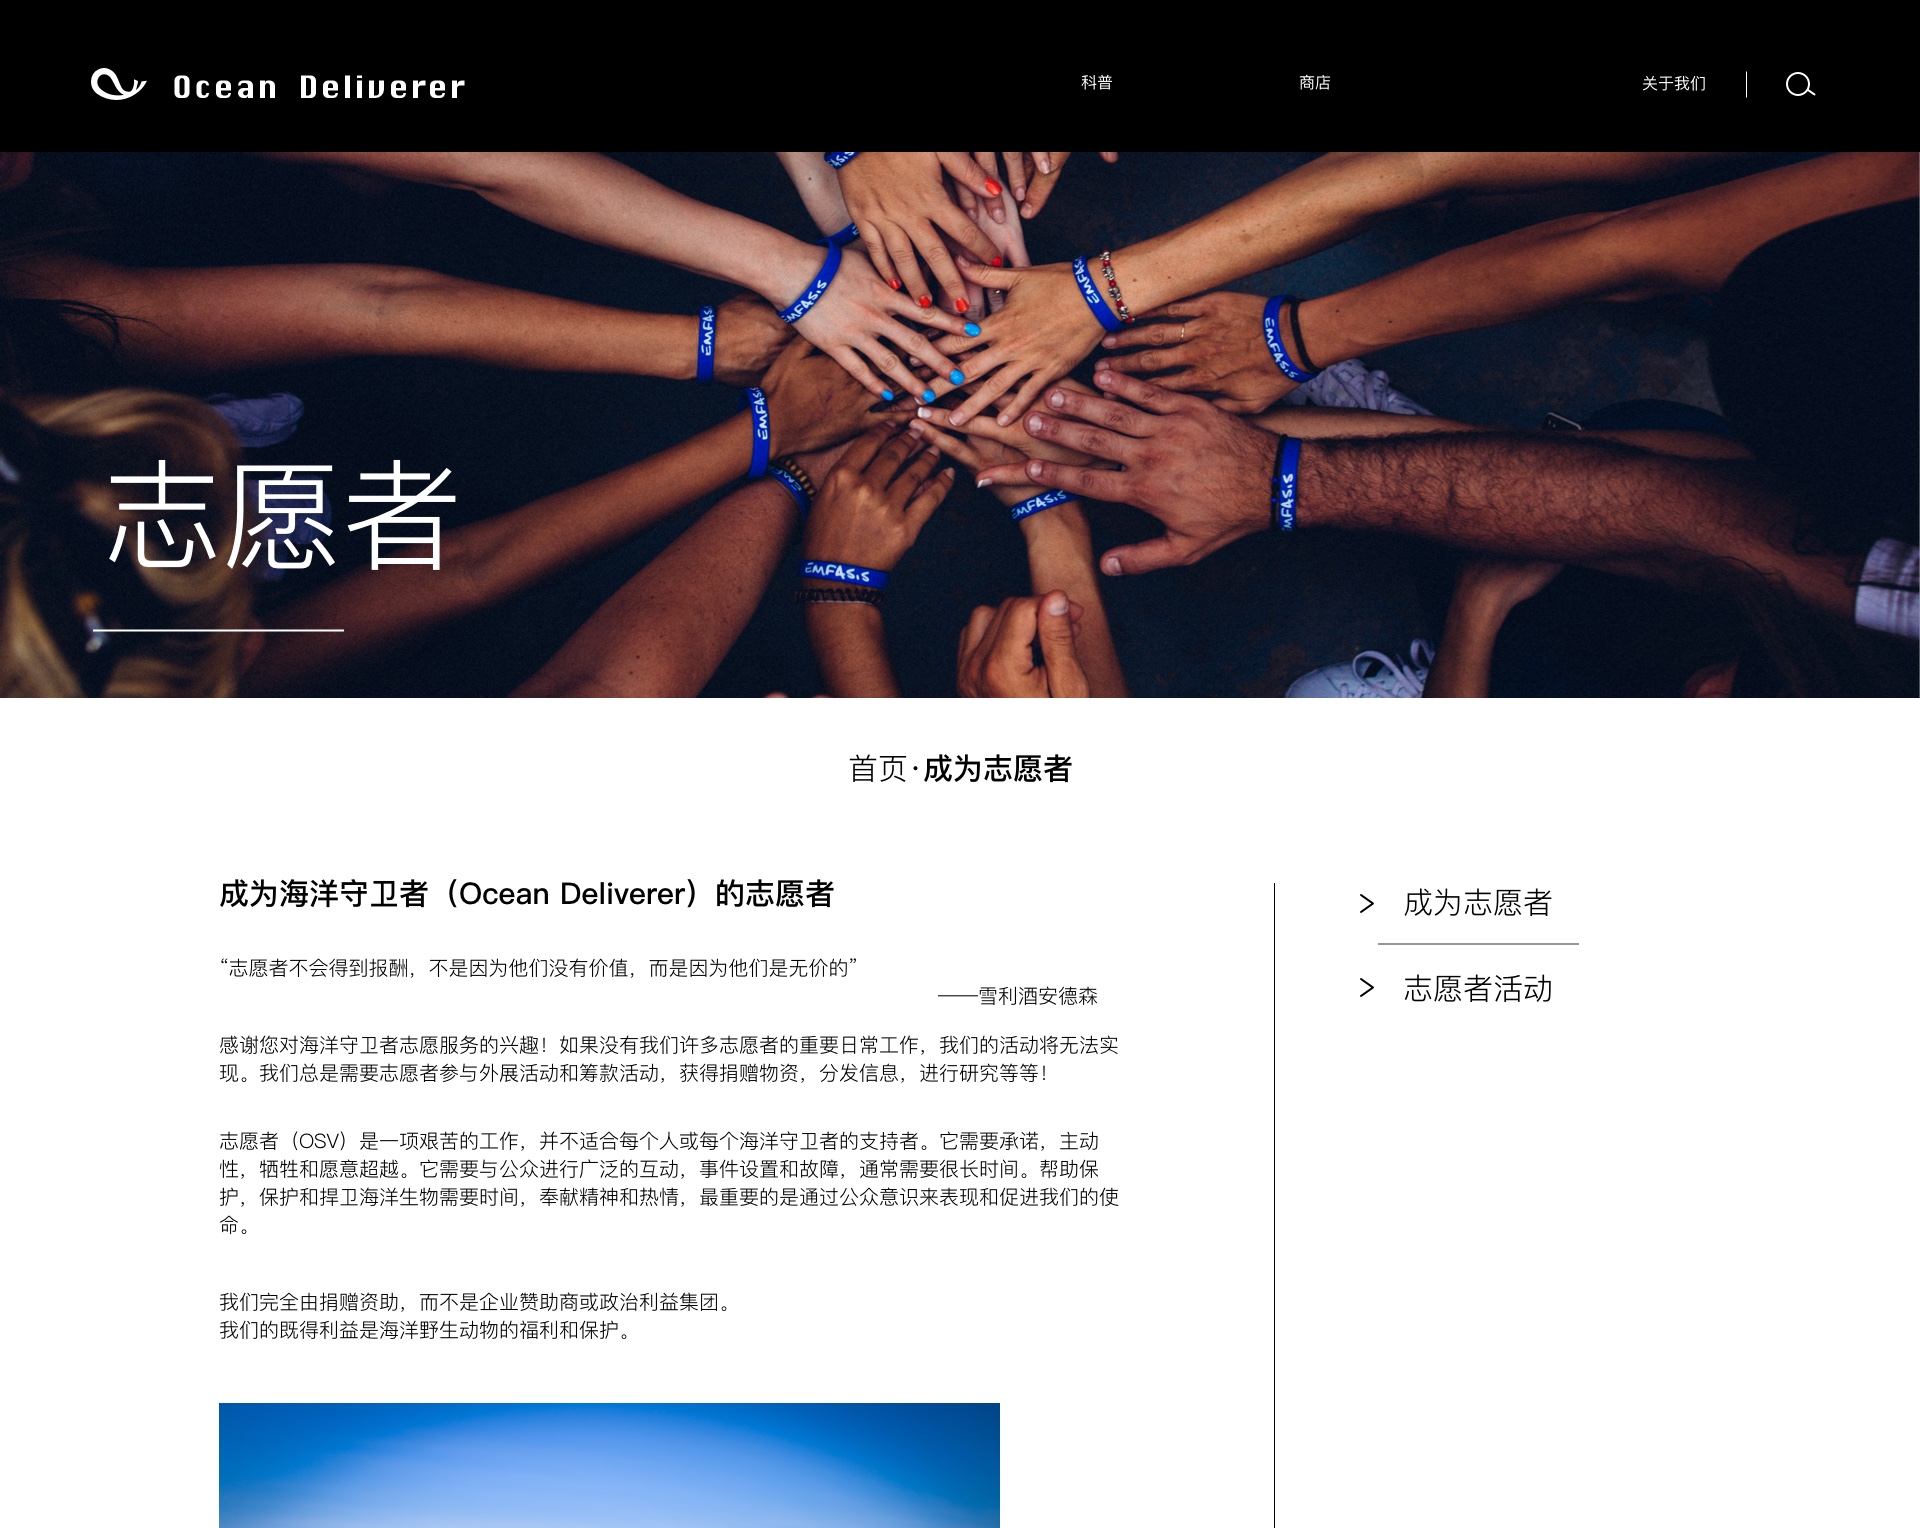 Ocean Deliverer
科普
商店
关于我们
EMFASIS
EMFASIS
EMFASIS
EMFASIS
EMFASIS
EMFASIS
EMFASIS
EMFASIS
志愿者
首页·成为志愿者
成为海洋守卫者（Ocean Deliverer）的志愿者
“志愿者不会得到报酬，不是因为他们没有价值，而是因为他们是无价的”
——雪利酒安德森
感谢您对海洋守卫者志愿服务的兴趣！如果没有我们许多志愿者的重要日常工作，我们的活动将无法实
现。我们总是需要志愿者参与外展活动和筹款活动，获得捐赠物资，分发信息，进行研究等等！
志愿者（OSV）是一项艰苦的工作，并不适合每个人或每个海洋守卫者的支持者。它需要承诺，主动
性，牺牲和愿意超越。它需要与公众进行广泛的互动，事件设置和故障，通常需要很长时间。帮助保
护，保护和捍卫海洋生物需要时间，奉献精神和热情，最重要的是通过公众意识来表现和促进我们的使
命。
我们完全由捐赠资助，而不是企业赞助商或政治利益集团。
我们的既得利益是海洋野生动物的福利和保护。
> 成为志愿者
> 志愿者活动